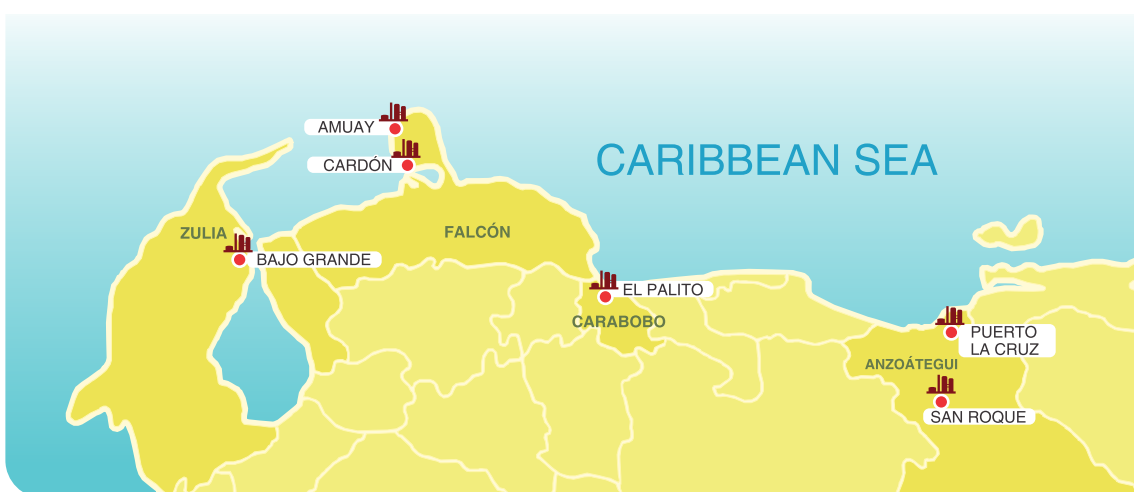 AMUAY
CARIBBEAN SEA
CARDÓN
ZULIA
FALCÓN
BAJO GRANDE
EL PALITO
CARABOBO
PUERTO
LA CRUZ
ANZOÁTEGUI
SAN ROQUE